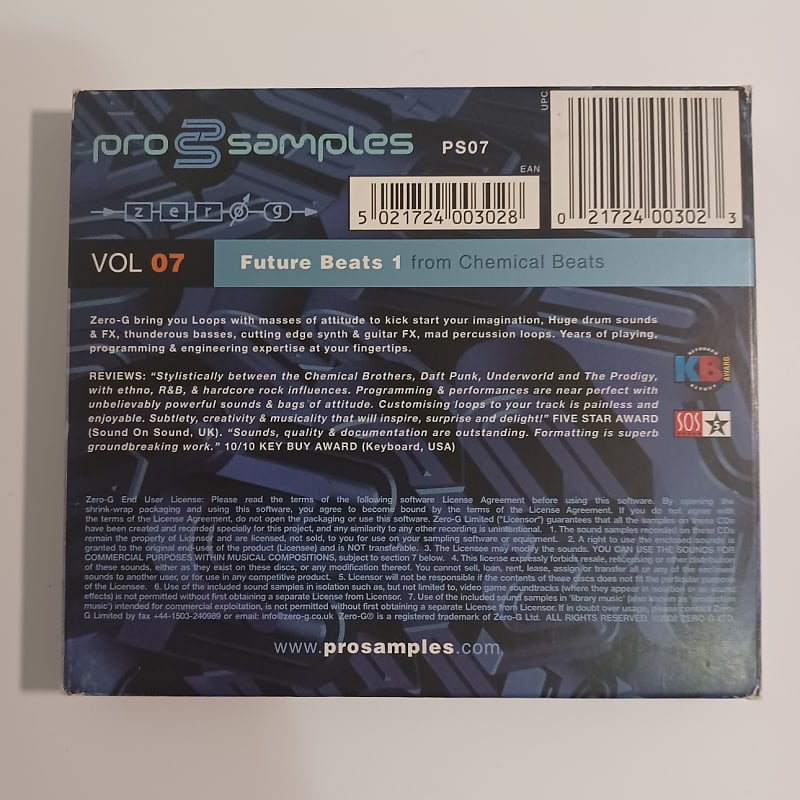 UPC
pro samples PS07
EAN
5 021724 003028
0 21724 00302 3
zero-g
VOL 07 Future Beats 1 from Chemical Beats
Zero-G bring you Loops with masses of attitude to kick start your imagination, Huge drum sounds
& FX, thunderous basses, cutting edge synth & guitar FX, mad percussion loops. Years of playing,
programming & engineering expertise at your fingertips.
KEYBOARD
KB AWARD
REVIEWS: “Stylistically between the Chemical Brothers, Daft Punk, Underworld and The Prodigy,
with ethno, R&B, & hardcore rock influences. Programming & performances are near perfect with
unbelievably powerful sounds & bags of attitude. Customising loops to your track is painless and
enjoyable. Subtlety, creativity & musicality that will inspire, surprise and delight!” FIVE STAR AWARD
(Sound On Sound, UK). “Sounds, quality & documentation are outstanding. Formatting is superb
groundbreaking work.” 10/10 KEY BUY AWARD (Keyboard, USA)
SOS 5
Zero-G End User License: Please read the terms of the following software License Agreement before using this software. By opening the
shrink-wrap packaging and using this software, you agree to become bound by the terms of the License Agreement. If you do not agree with
the terms of the License Agreement, do not open the packaging or use this software. Zero-G Limited ("Licensor") guarantees that all the samples on these CDs
have been created and recorded specially for this project, and any similarity to any other recording is unintentional. 1. The sound samples recorded on these CDs
remain the property of Licensor and are licensed, not sold, to you for use on your sampling software or equipment. 2. A right to use the enclosed sounds is
granted to the original end-user of the product (Licensee) and is NOT transferable. 3. The Licensee may modify the sounds. YOU CAN USE THE SOUNDS FOR
COMMERCIAL PURPOSES WITHIN MUSICAL COMPOSITIONS, subject to section 7 below. 4. This license expressly forbids resale, relicensing or other distribution
of these sounds, either as they exist on these discs, or any modification thereof. You cannot sell, loan, rent, lease, assign or transfer all or any of the enclosed
sounds to another user, or for use in any competitive product. 5. Licensor will not be responsible if the contents of these discs does not fit the particular purpose
of the Licensee. 6. Use of the included sound samples in isolation such as, but not limited to, video game soundtracks (where they appear in isolation or as sound
effects) is not permitted without first obtaining a separate License from Licensor. 7. Use of the included sound samples in 'library music' (also known as 'production
music') intended for commercial exploitation, is not permitted without first obtaining a separate License from Licensor. If in doubt over usage, please contact Zero-
G Limited by fax +44-1503-240989 or email: info@zero-g.co.uk Zero-G® is a registered trademark of Zero-G Ltd. ALL RIGHTS RESERVED. ©2002 ZERO-G LTD.
www.prosamples.com